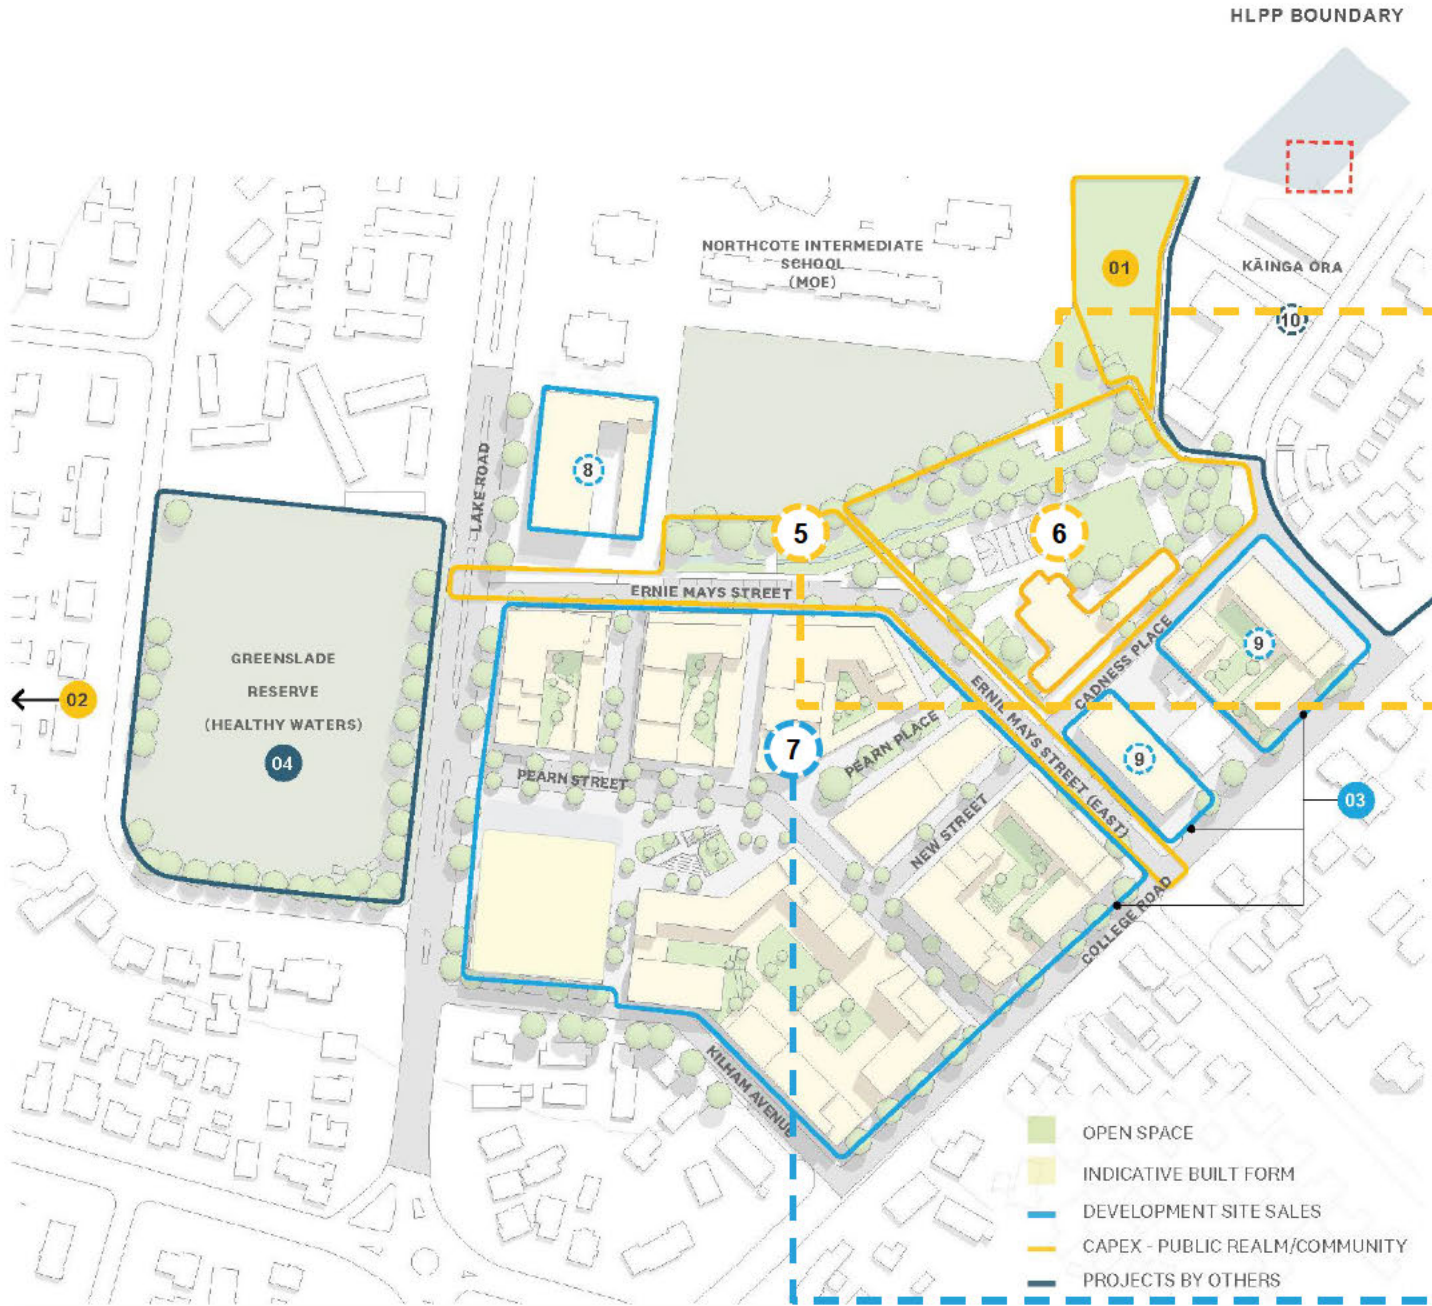 HLPP BOUNDARY
NORTHCOTE INTERMEDIATE
SCHOOL
(MOE)
01
KĀINGA ORA
10
8
LAKE ROAD
5
6
ERNIE MAYS STREET
9
CADNESS PLACE
GREENSLADE
RESERVE
(HEALTHY WATERS)
04
02
ERNIE MAYS STREET (EAST)
7
PEARN PLACE
PEARN STREET
9
03
NEW STREET
COLLEGE ROAD
KILHAM AVENUE
OPEN SPACE
INDICATIVE BUILT FORM
DEVELOPMENT SITE SALES
CAPEX - PUBLIC REALM/COMMUNITY
PROJECTS BY OTHERS